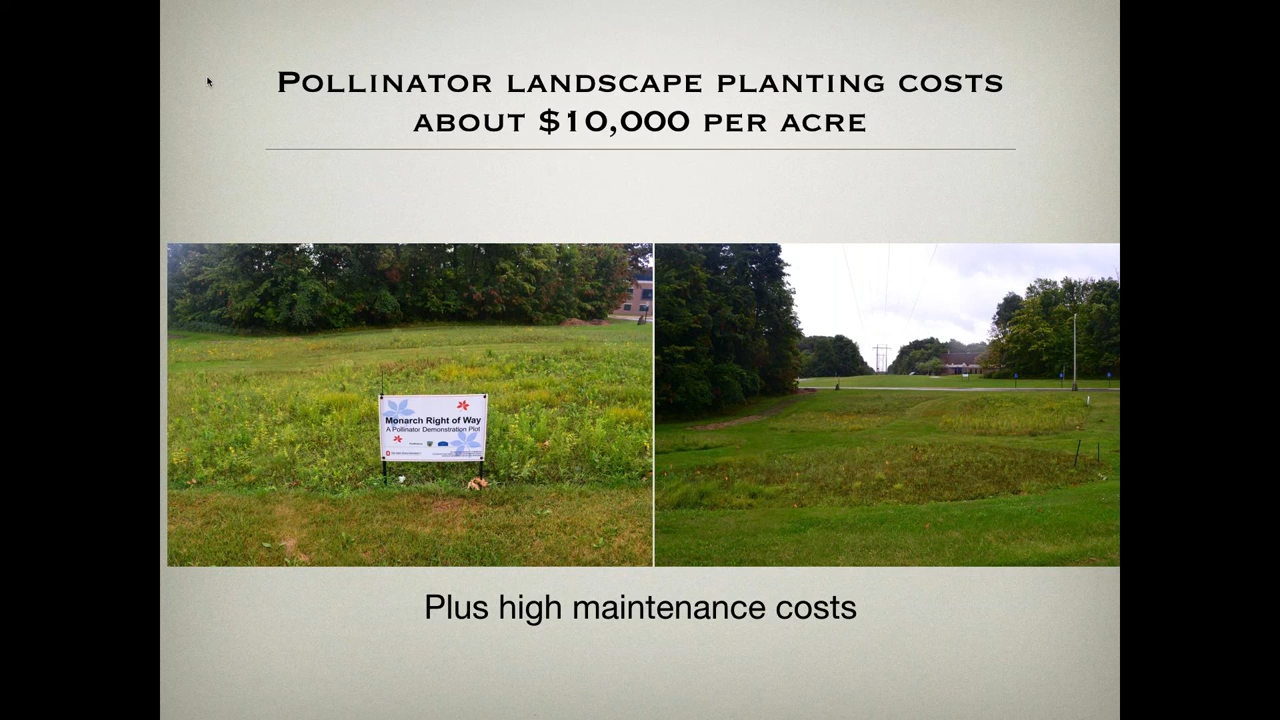 Pollinator landscape planting costs
about $10,000 per acre
Monarch Right of Way
A Pollinator Demonstration Plot
Plus high maintenance costs